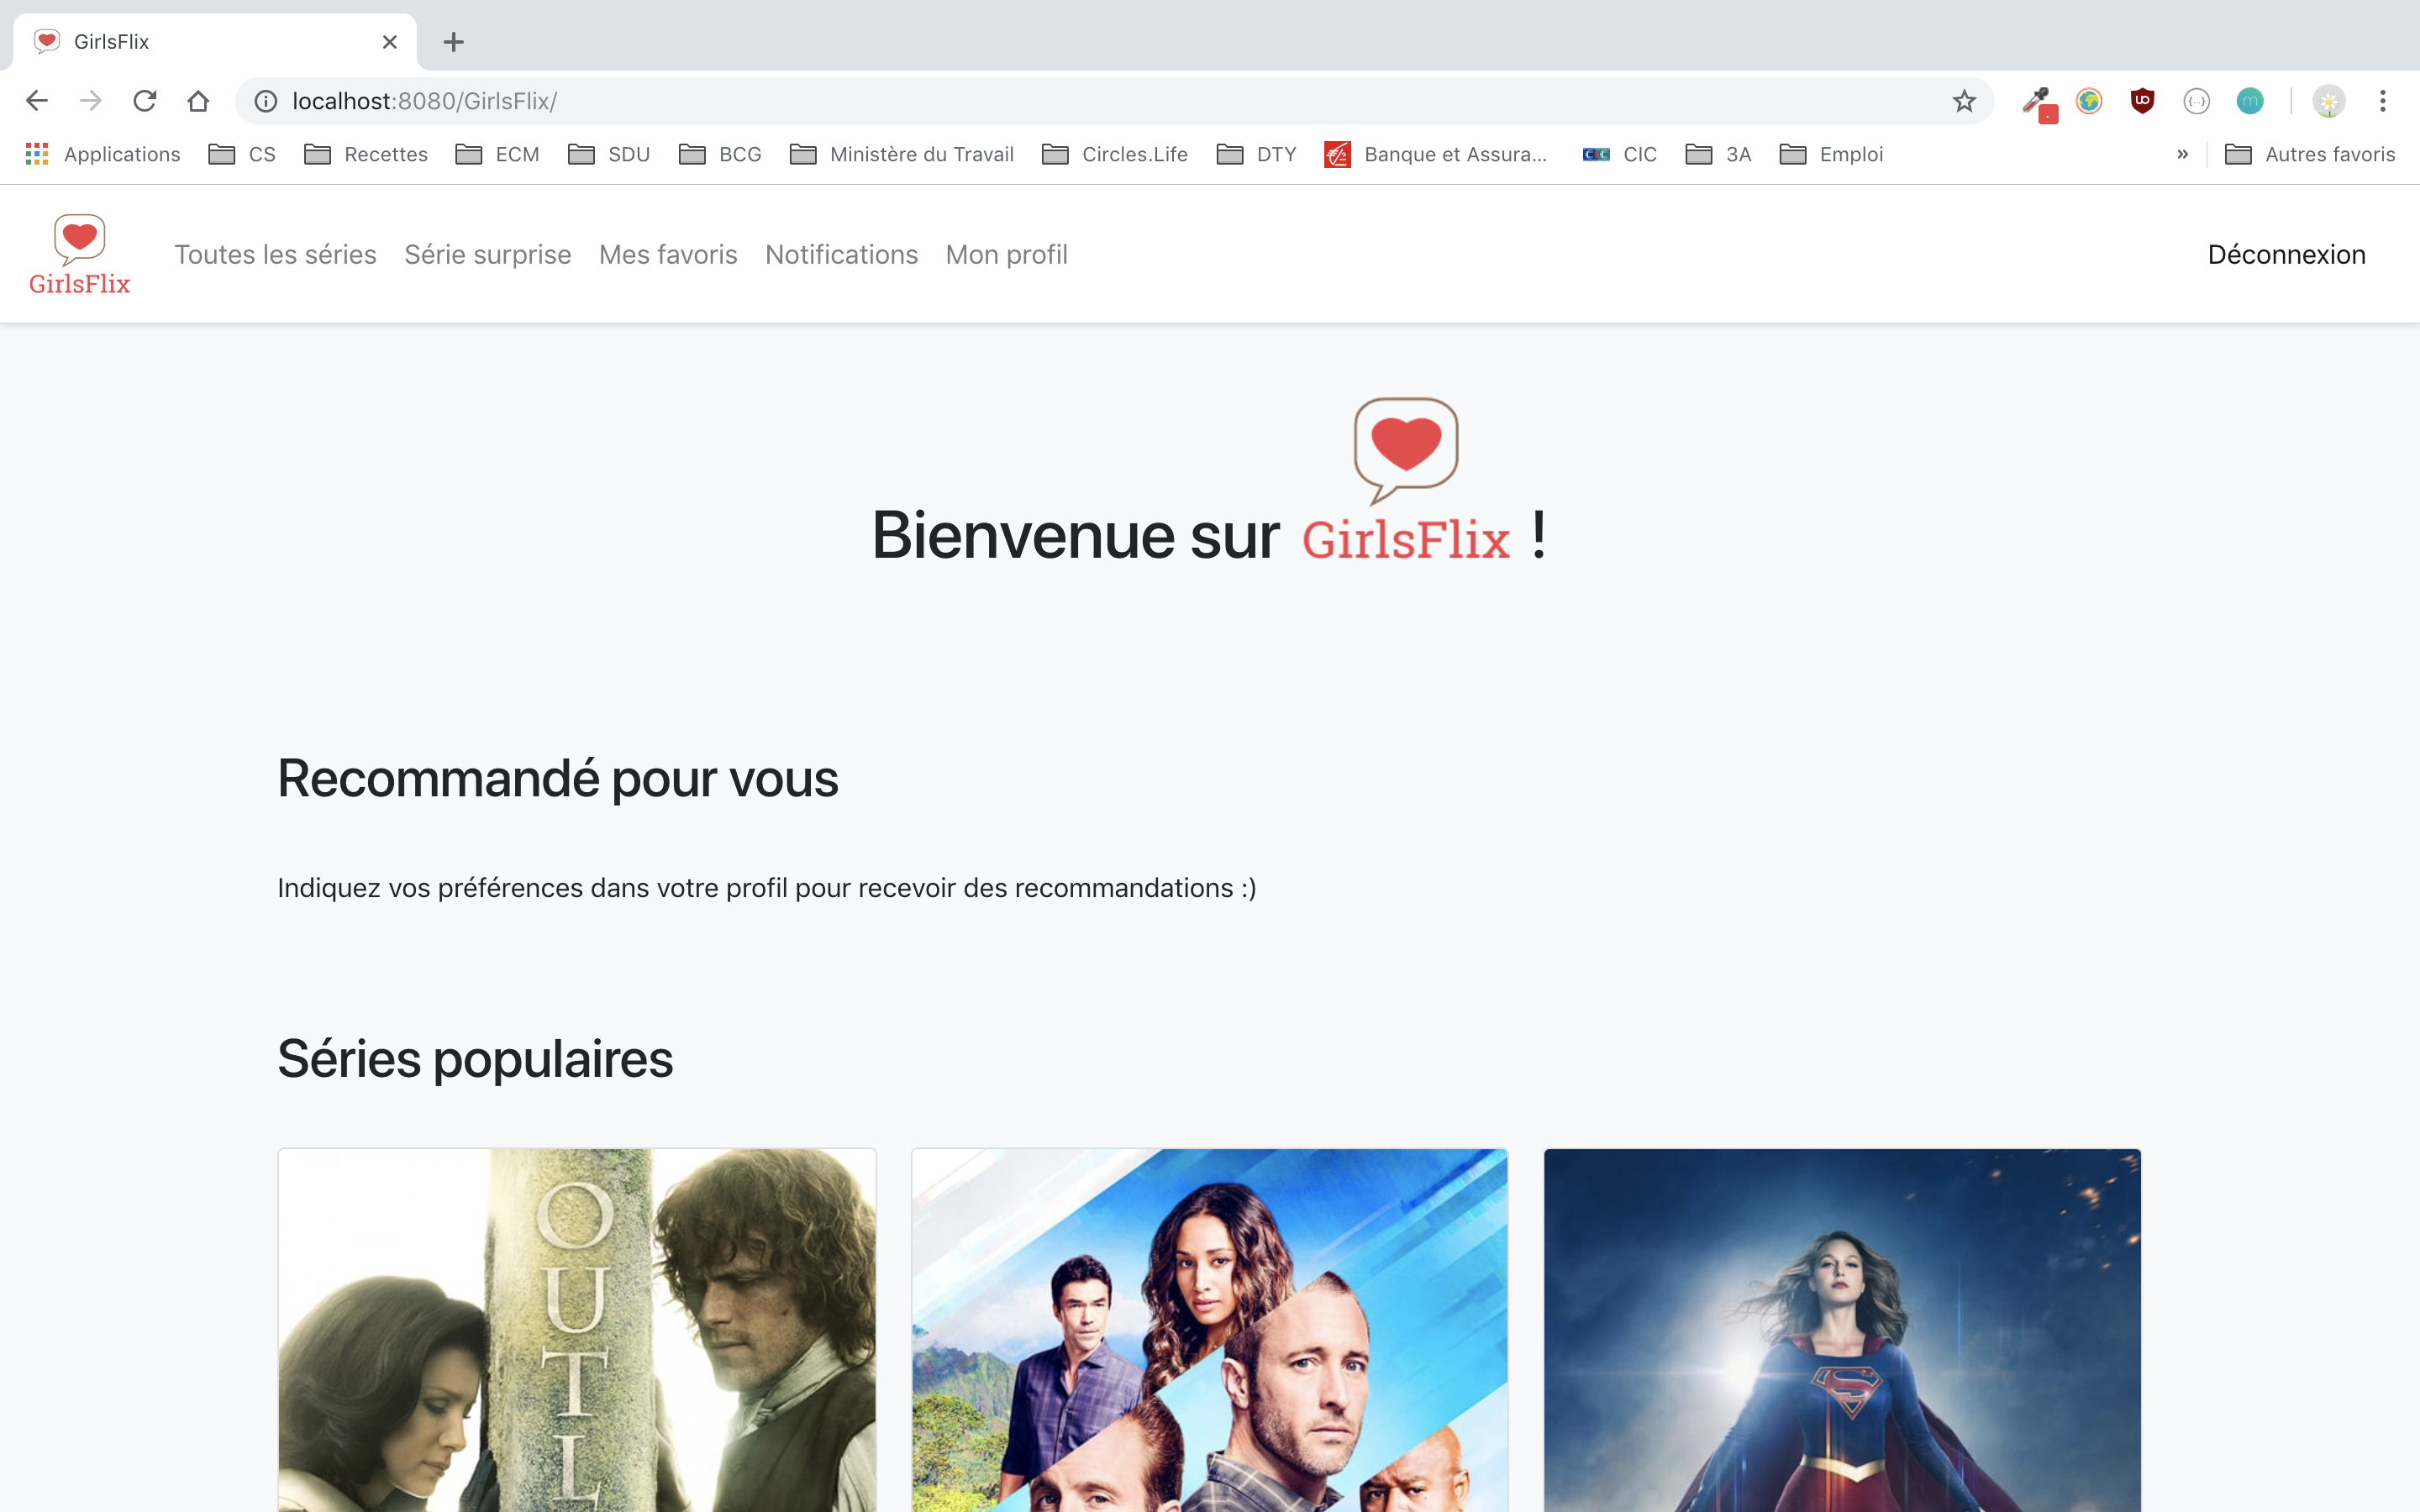 GirlsFlix
localhost:8080/GirlsFlix/
Applications CS Recettes ECM SDU BCG Ministère du Travail Circles.Life DTY Banque et Assura... CIC CIC 3A Emploi » Autres favoris
GirlsFlix
Toutes les séries Série surprise Mes favoris Notifications Mon profil Déconnexion
Bienvenue sur GirlsFlix !
Recommandé pour vous
Indiquez vos préférences dans votre profil pour recevoir des recommandations :)
Séries populaires
O
U
T
L